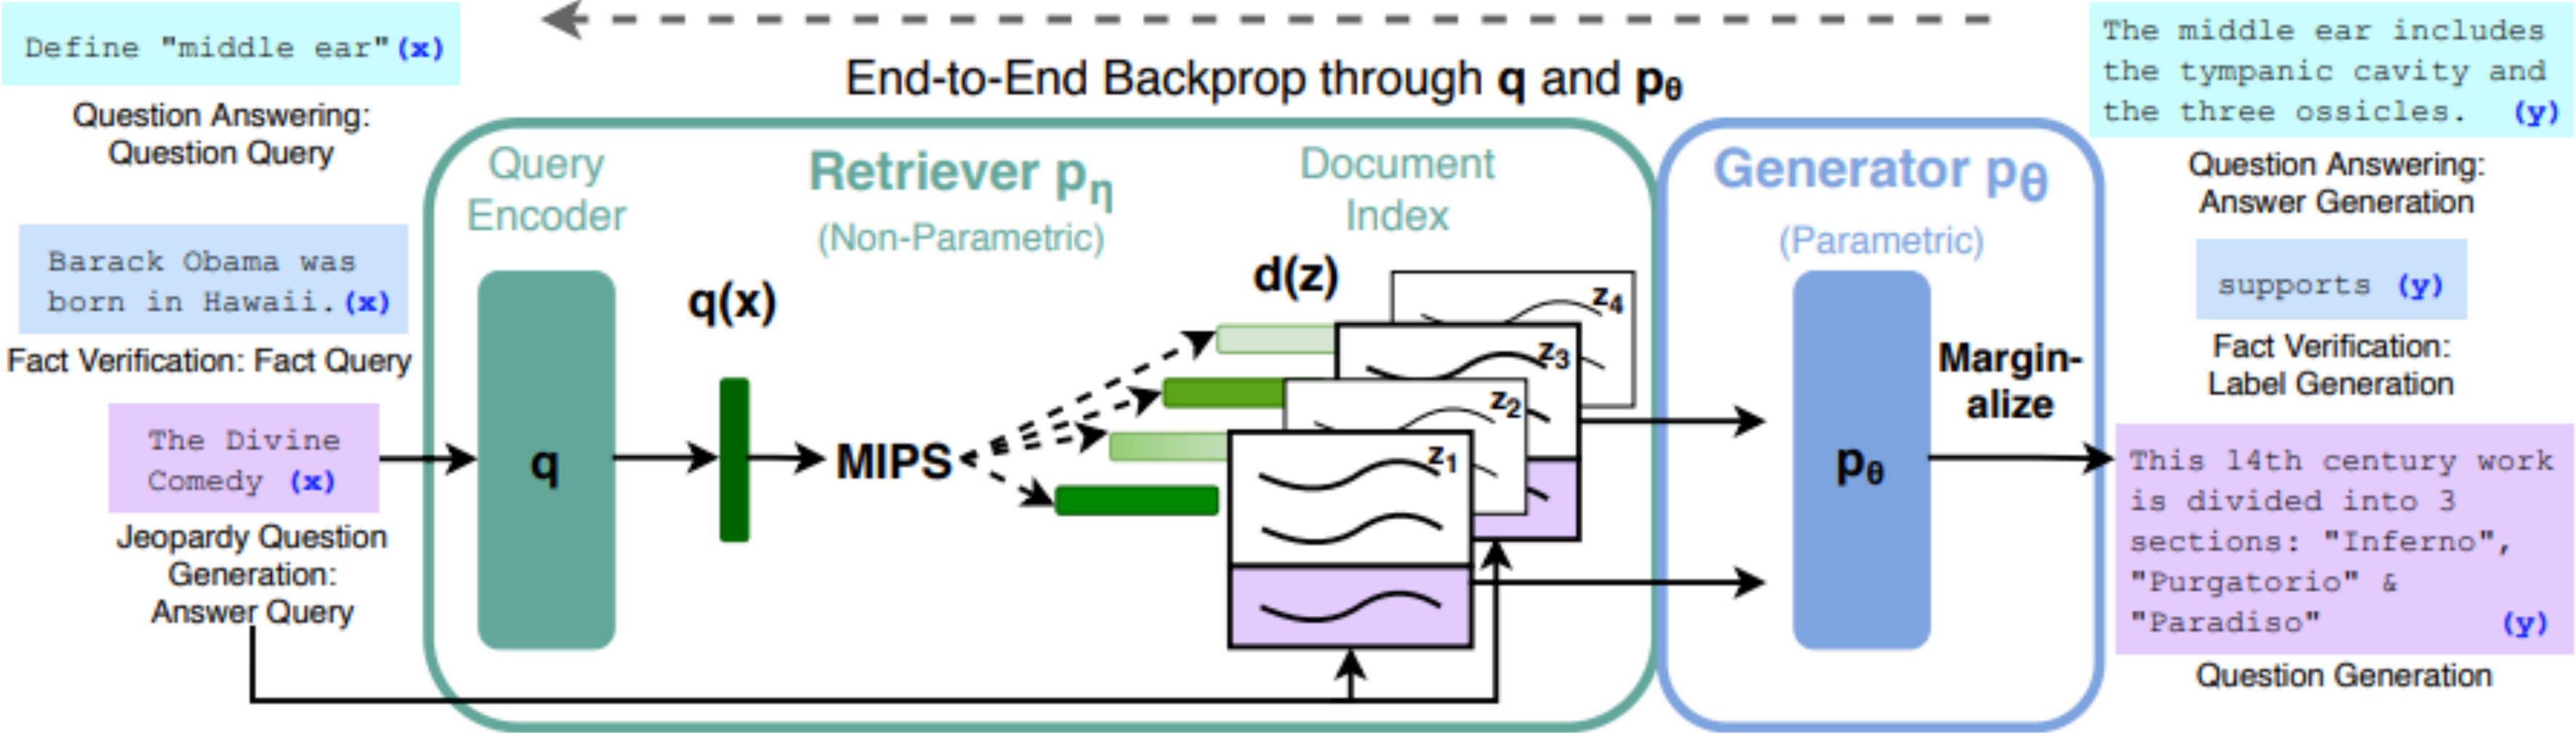 Define "middle ear" (x)
Question Answering:
Question Query
Barack Obama was
born in Hawaii. (x)
Fact Verification: Fact Query
The Divine
Comedy (x)
Jeopardy Question
Generation:
Answer Query
End-to-End Backprop through q and pθ
Query
Encoder
Retriever pη
(Non-Parametric)
Document
Index
q
q(x)
MIPS
d(z)
z4
z3
z2
z1
Generator pθ
(Parametric)
pθ
Margin-
alize
The middle ear includes
the tympanic cavity and
the three ossicles. (y)
Question Answering:
Answer Generation
supports (y)
Fact Verification:
Label Generation
This 14th century work
is divided into 3
sections: "Inferno",
"Purgatorio" &
"Paradiso" (y)
Question Generation